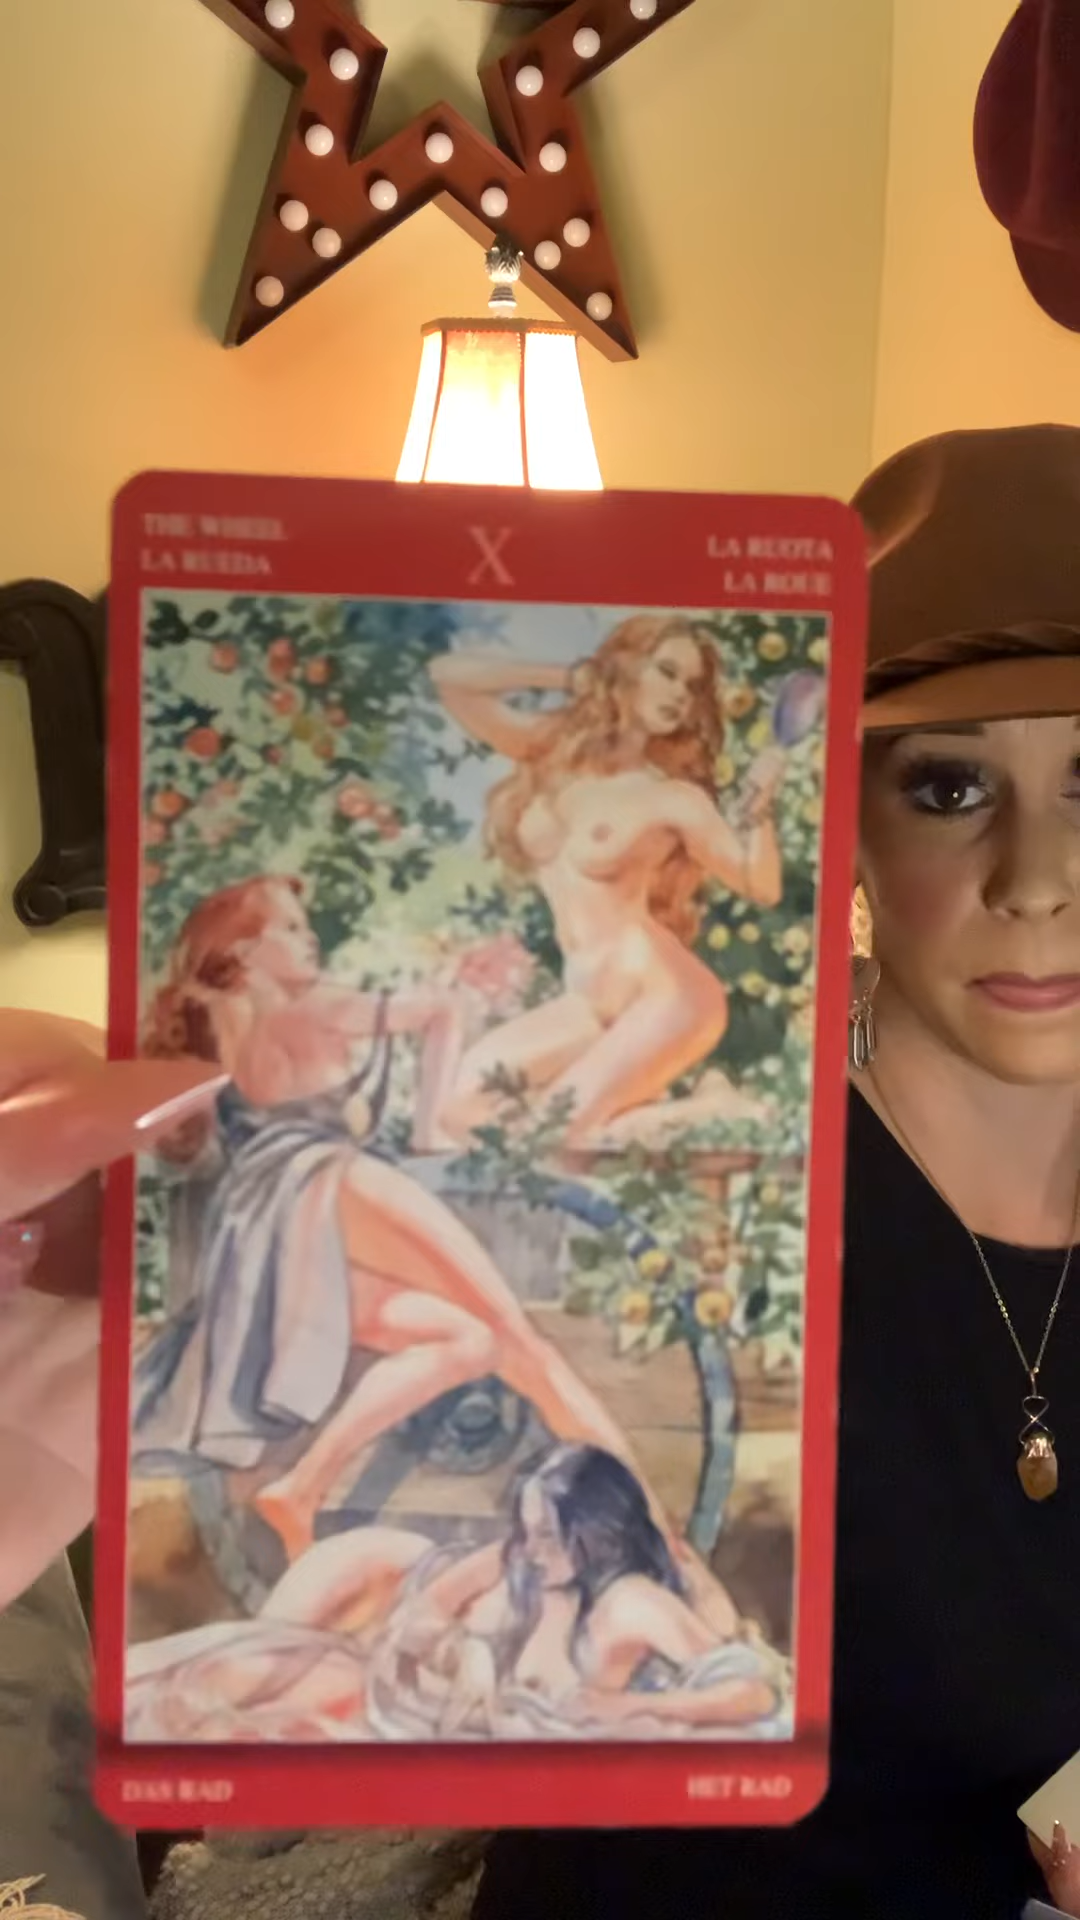 THE WHEEL
LA RUEDA
X
LA RUOTA
LA ROUE
DAS RAD
HET RAD